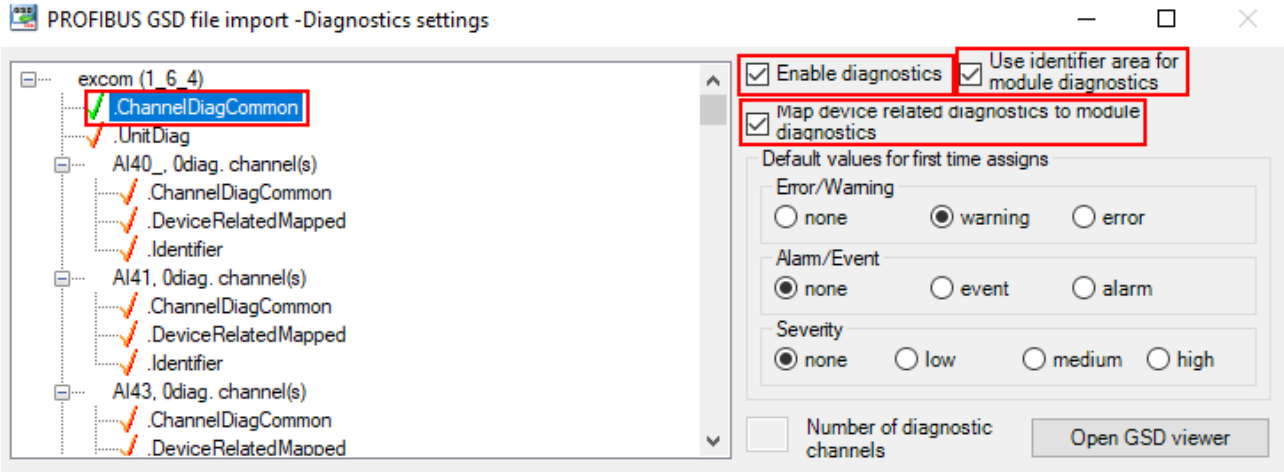 PROFIBUS GSD file import -Diagnostics settings
excom (1_6_4)
.ChannelDiagCommon
.UnitDiag
AI40_, 0diag. channel(s)
.ChannelDiagCommon
.DeviceRelatedMapped
.Identifier
AI41, 0diag. channel(s)
.ChannelDiagCommon
.DeviceRelatedMapped
.Identifier
AI43, 0diag. channel(s)
.ChannelDiagCommon
.DeviceRelatedMapped
Enable diagnostics
Use identifier area for
module diagnostics
Map device related diagnostics to module
diagnostics
Default values for first time assigns
Error/Warning
none warning error
Alarm/Event
none event alarm
Severity
none low medium high
Number of diagnostic
channels
Open GSD viewer